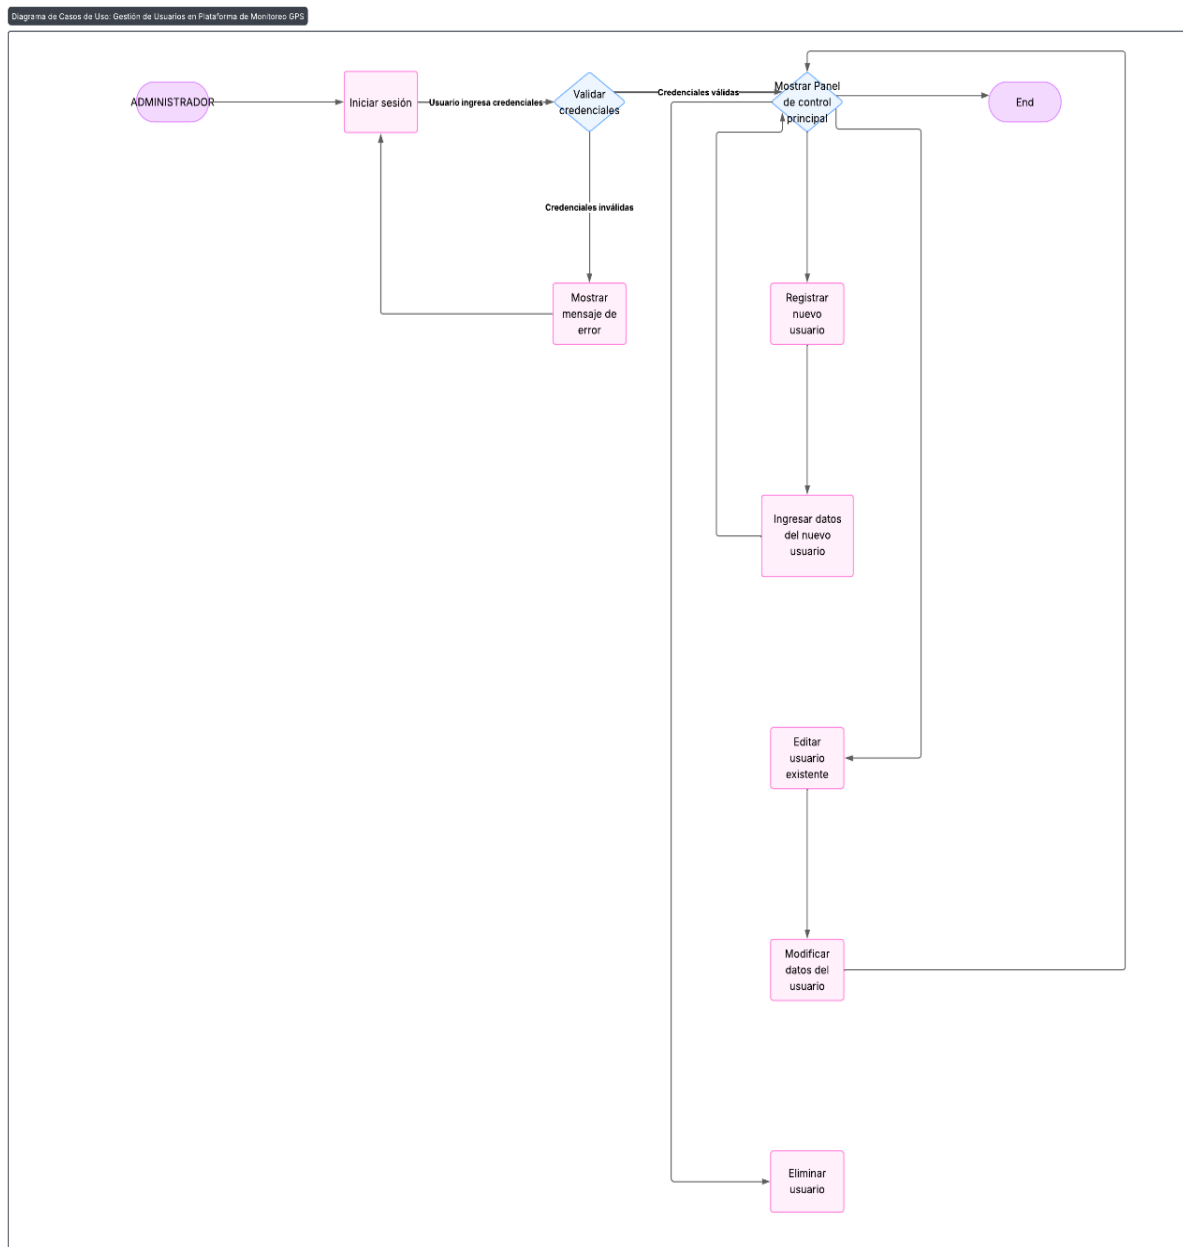 Diagrama de Casos de Uso: Gestión de Usuarios en Plataforma de Monitoreo GPS
ADMINISTRADOR
Iniciar sesión
Usuario ingresa credenciales
Validar
credenciales
Credenciales válidas
Mostrar Panel
de control
principal
End
Credenciales inválidas
Mostrar
mensaje de
error
Registrar
nuevo
usuario
Ingresar datos
del nuevo
usuario
Editar
usuario
existente
Modificar
datos del
usuario
Eliminar
usuario